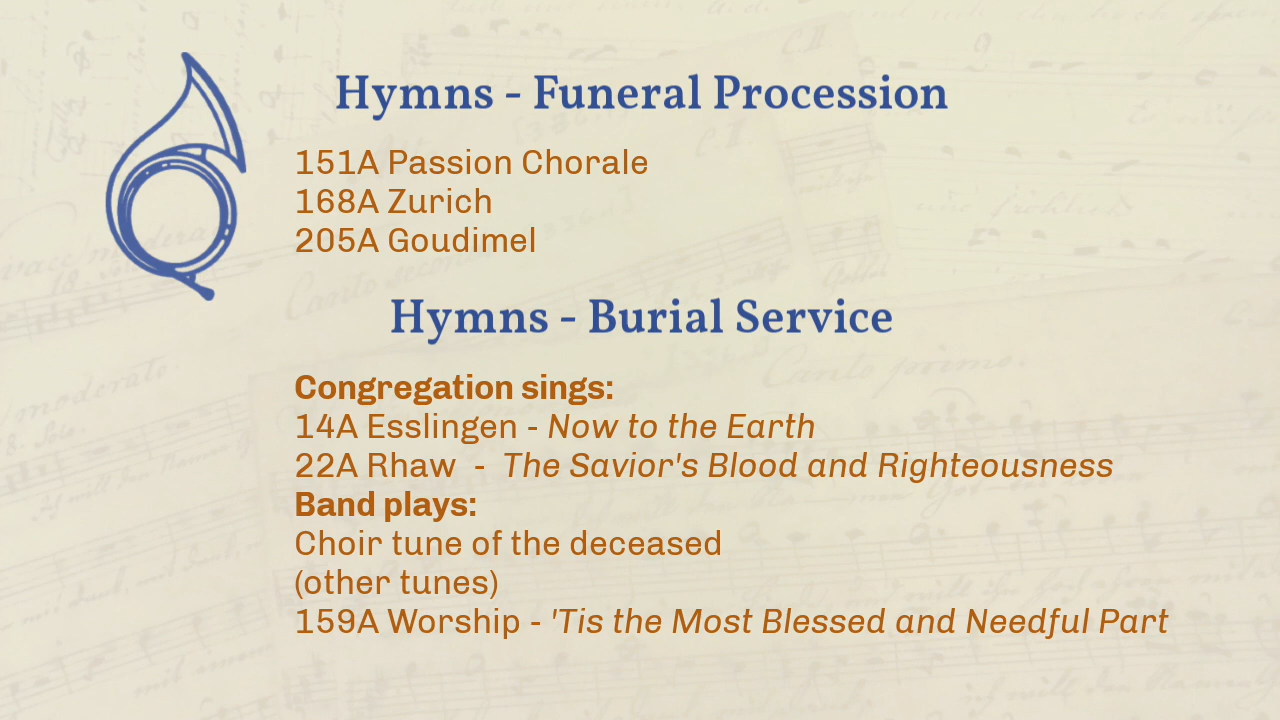 Hymns - Funeral Procession
151A Passion Chorale
168A Zurich
205A Goudimel
Hymns - Burial Service
Congregation sings:
14A Esslingen - Now to the Earth
22A Rhaw - The Savior's Blood and Righteousness
Band plays:
Choir tune of the deceased
(other tunes)
159A Worship - 'Tis the Most Blessed and Needful Part